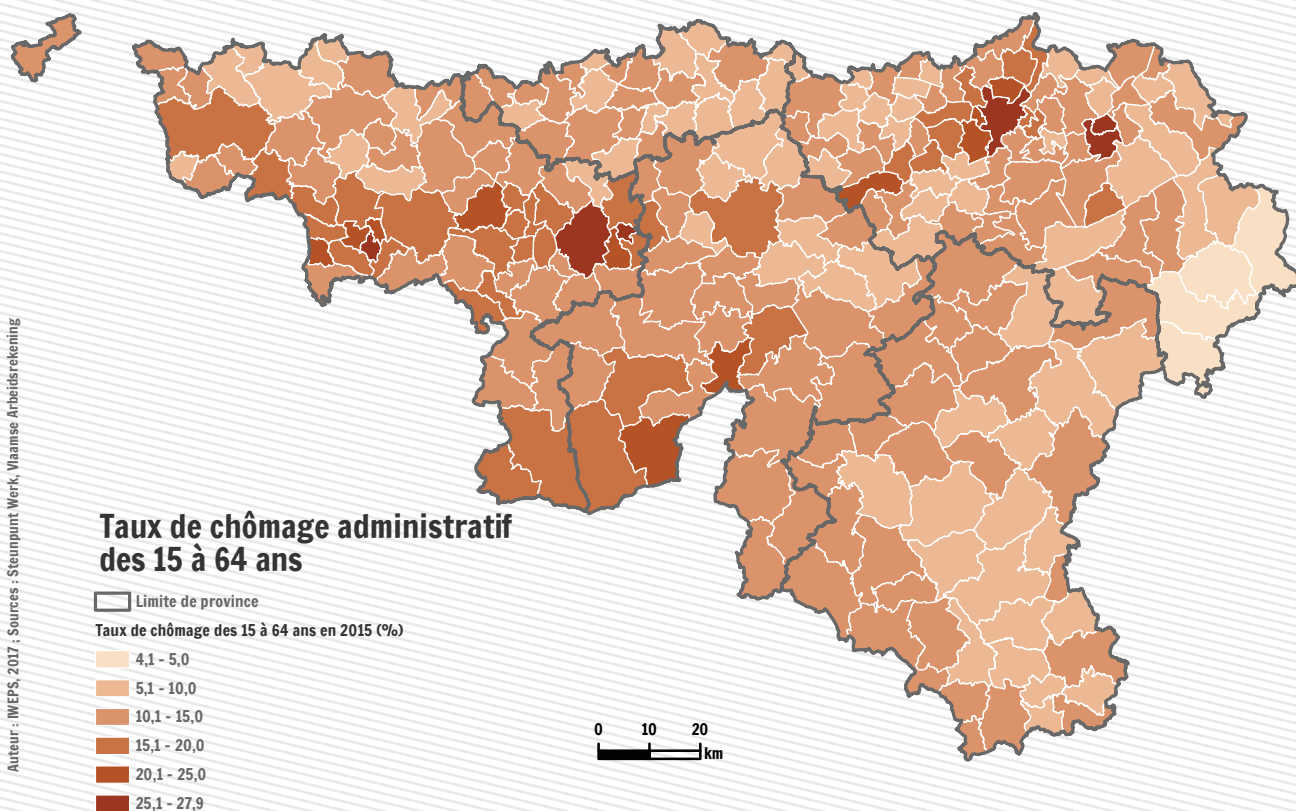 Taux de chômage administratif
des 15 à 64 ans
Limite de province
Taux de chômage des 15 à 64 ans en 2015 (%)
4,1 - 5,0
5,1 - 10,0
10,1 - 15,0
15,1 - 20,0
20,1 - 25,0
25,1 - 27,9
0 10 20
km
Auteur : IWEPS, 2017 ; Sources : Steunpunt Werk, Vlaamse Arbeidsrekening